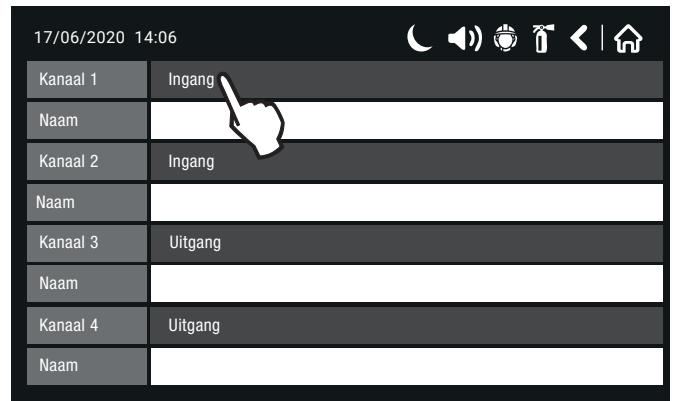 17/06/2020 14:06
Kanaal 1 Ingang
Naam
Kanaal 2 Ingang
Naam
Kanaal 3 Uitgang
Naam
Kanaal 4 Uitgang
Naam